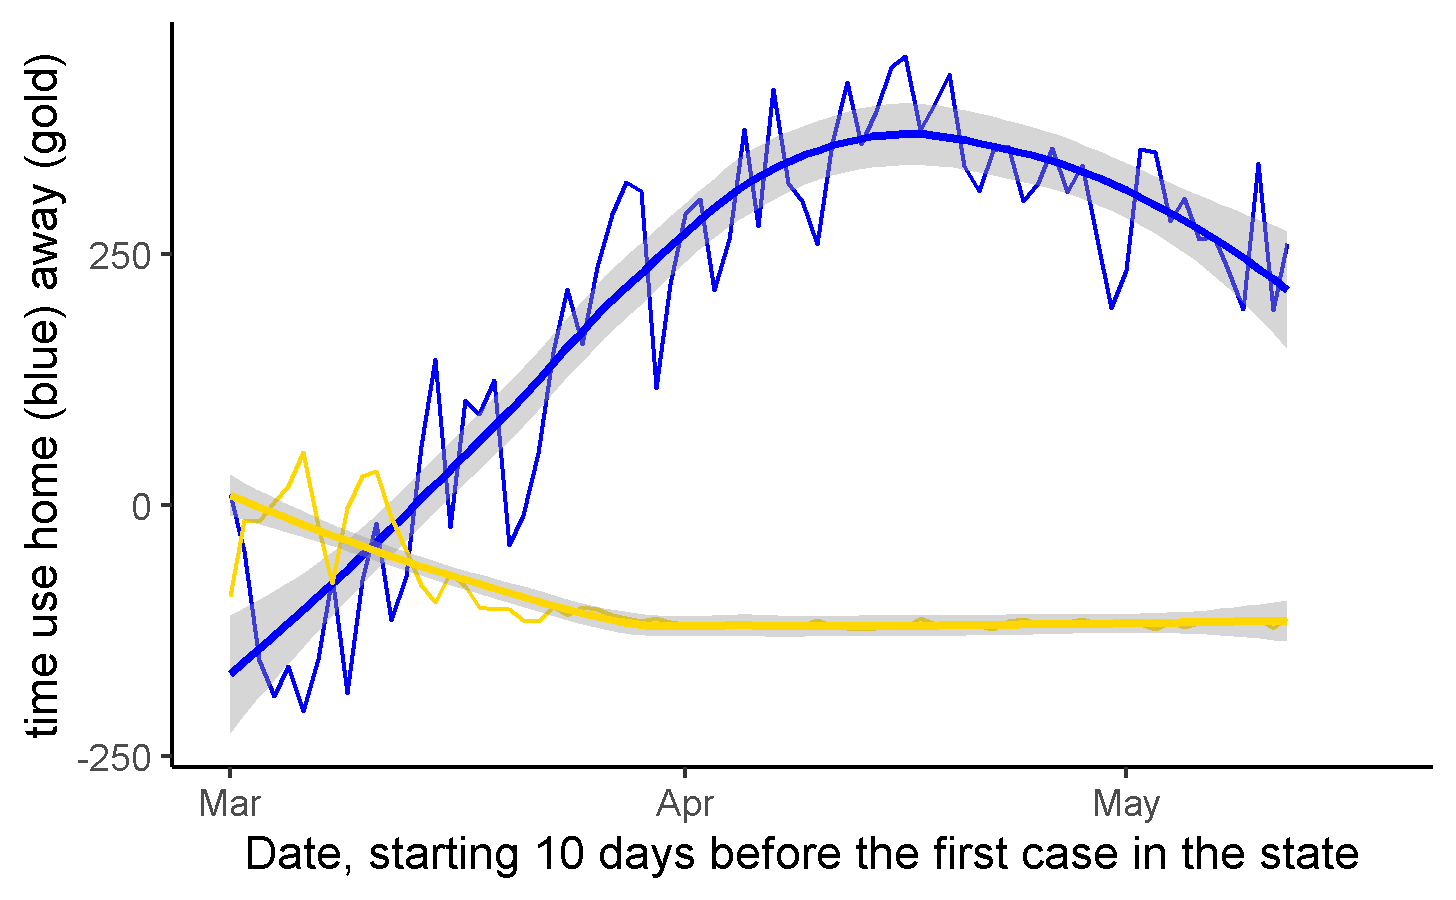 time use home (blue) away (gold)
250
0
-250
Mar
Apr
May
Date, starting 10 days before the first case in the state